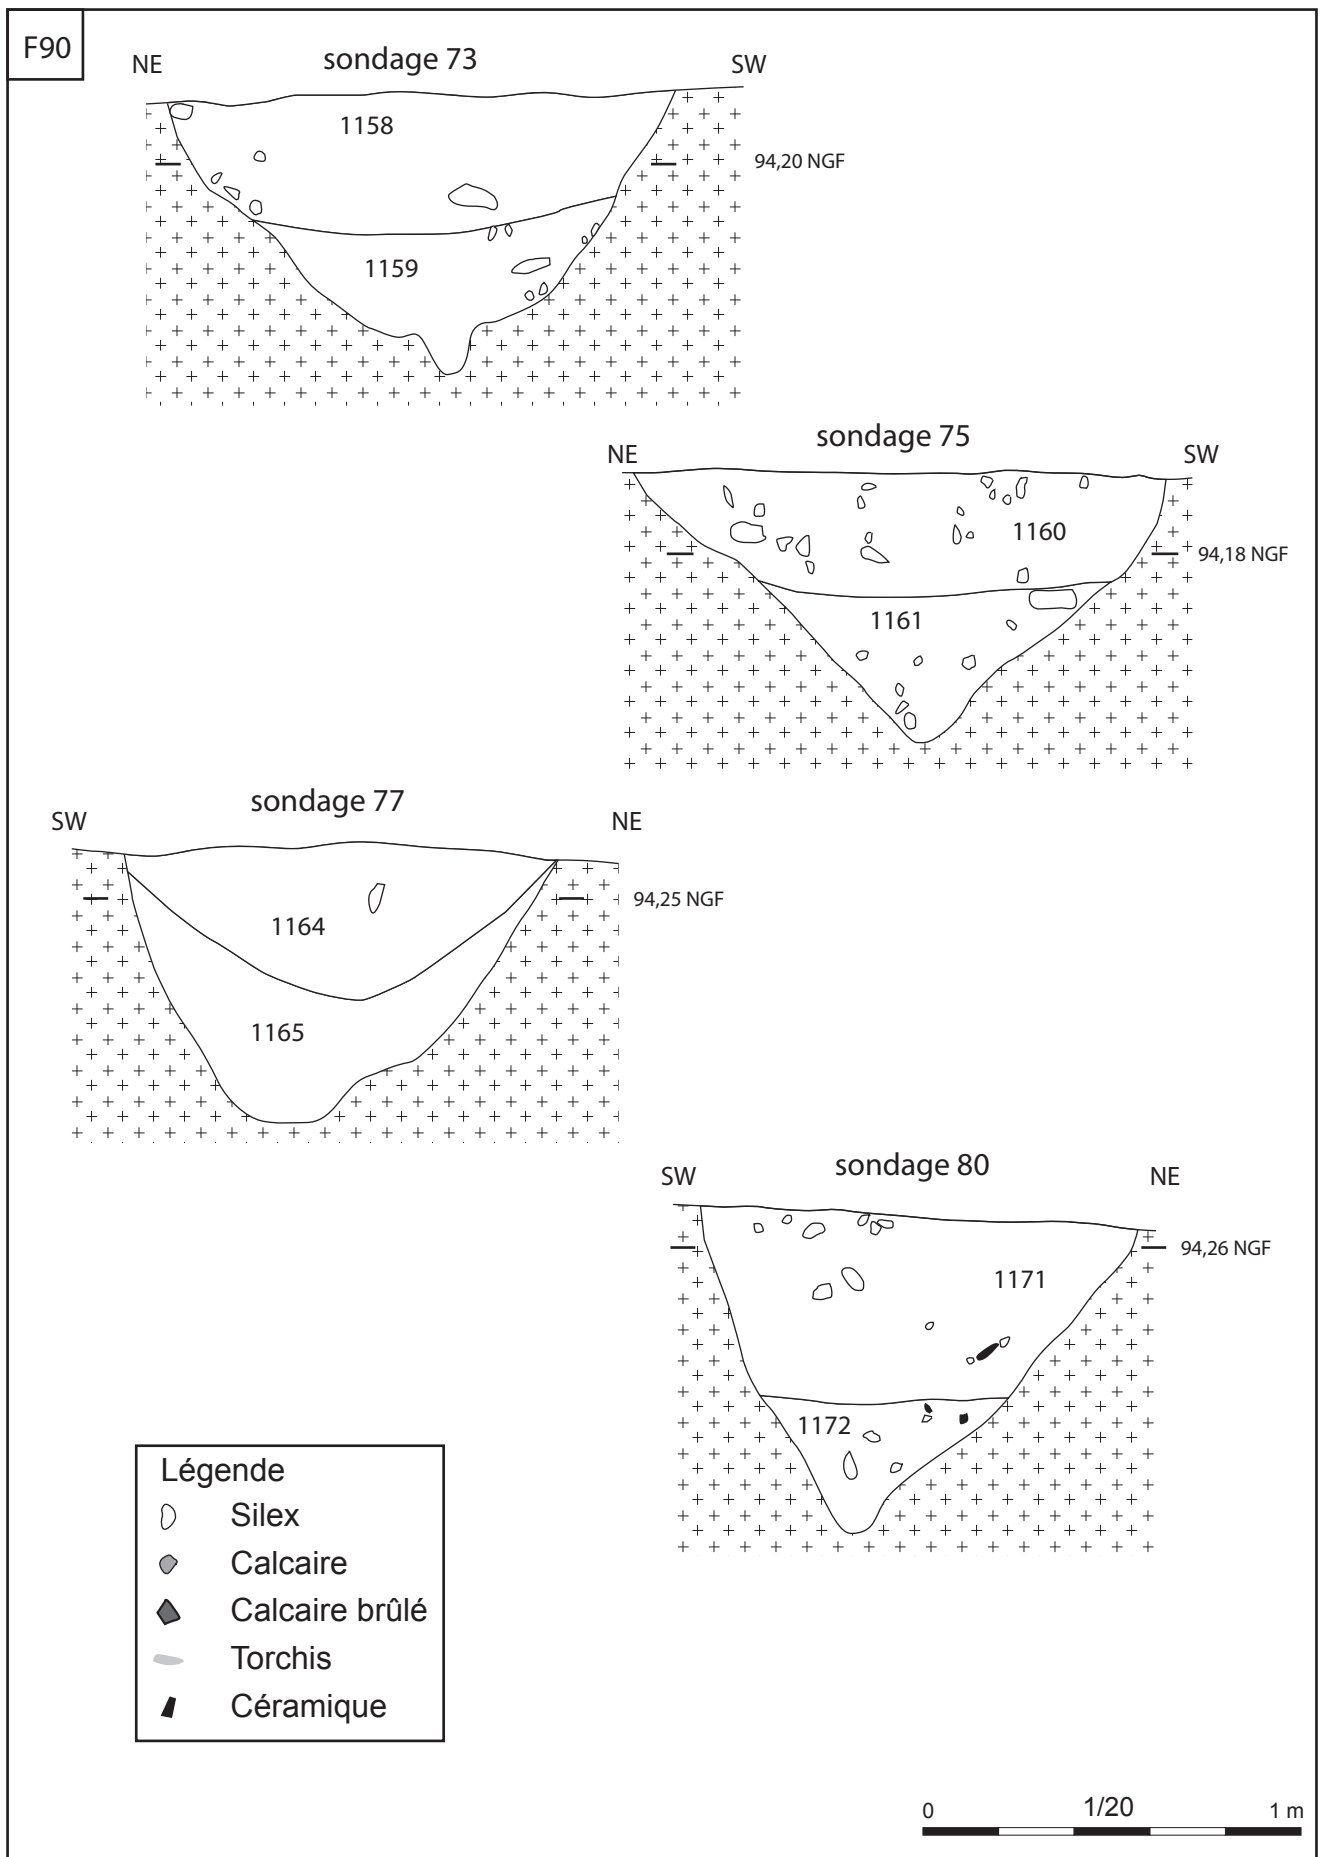 F90
NE sondage 73 SW
1158
94,20 NGF
1159
NE sondage 75 SW
1160
94,18 NGF
1161
SW sondage 77 NE
94,25 NGF
1164
1165
SW sondage 80 NE
94,26 NGF
1171
1172
Légende
Silex
Calcaire
Calcaire brûlé
Torchis
Céramique
0 1/20 1 m